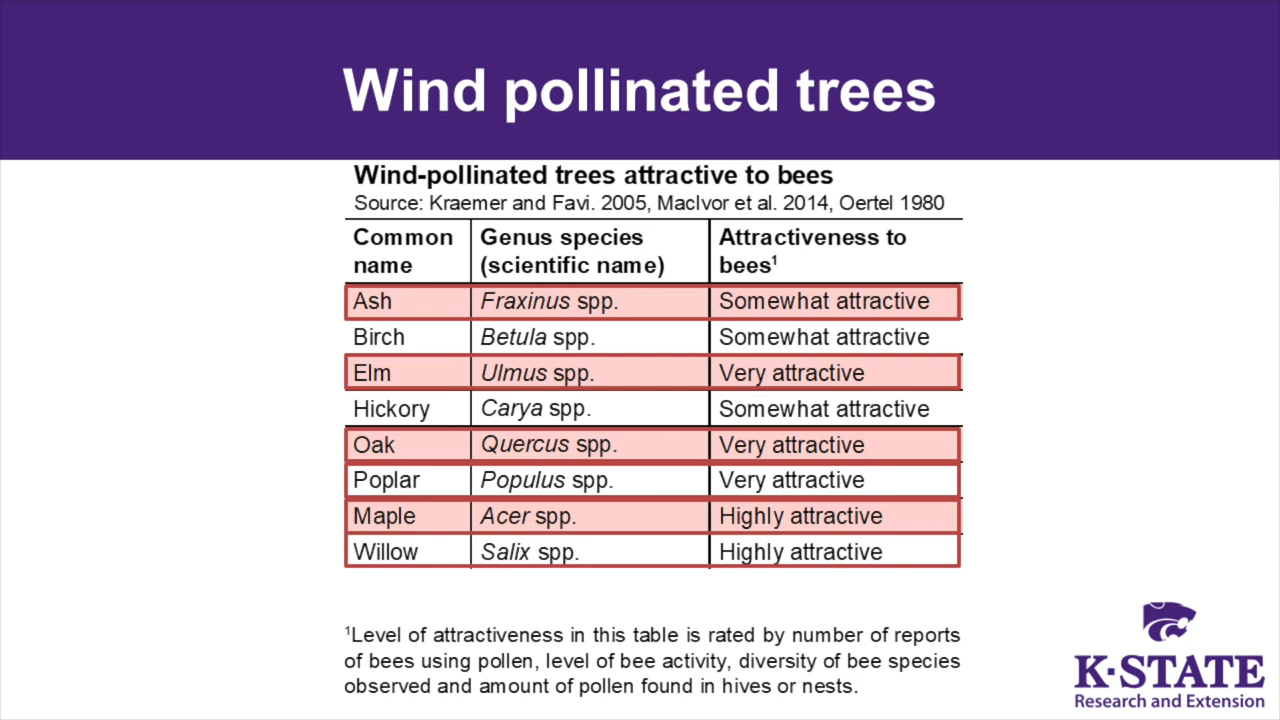 Wind pollinated trees
Wind-pollinated trees attractive to bees
Source: Kraemer and Favi. 2005, MacIvor et al. 2014, Oertel 1980
Common name Genus species (scientific name) Attractiveness to bees¹
Ash Fraxinus spp. Somewhat attractive
Birch Betula spp. Somewhat attractive
Elm Ulmus spp. Very attractive
Hickory Carya spp. Somewhat attractive
Oak Quercus spp. Very attractive
Poplar Populus spp. Very attractive
Maple Acer spp. Highly attractive
Willow Salix spp. Highly attractive
¹Level of attractiveness in this table is rated by number of reports
of bees using pollen, level of bee activity, diversity of bee species
observed and amount of pollen found in hives or nests.
K-STATE
Research and Extension